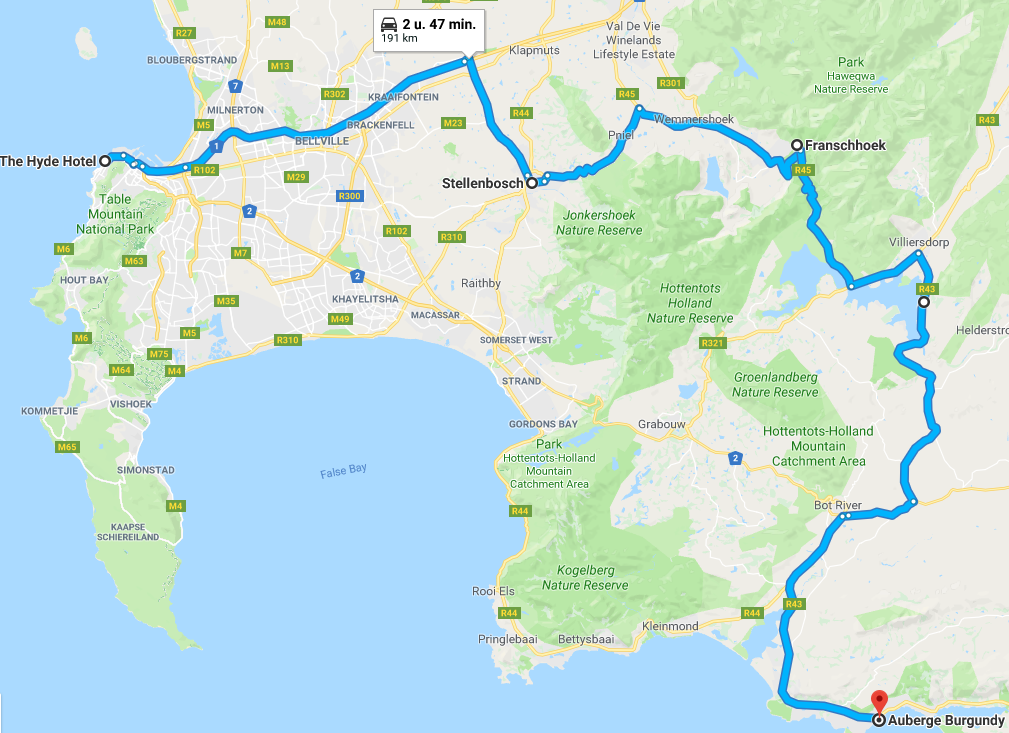 2 u. 47 min.
191 km
M48
R27
BLOUBERGSTRAND
M13
7
R302
KRAAIFONTEIN
MILNERTON
M5
BRACKENFELL
BELLVILLE
1
R102
M29
R300
M23
R44
Klapmuts
Val De Vie
Winelands
Lifestyle Estate
R45
R301
Wemmershoek
Pniel
Park
Haweqwa
Nature Reserve
R43
The Hyde Hotel
Stellenbosch
Franschhoek
R45
Table
Mountain
National Park
2
R102
R310
Jonkershoek
Nature Reserve
Villiersdorp
M6
M63
M7
2
HOUT BAY
M35
KHAYELITSHA
M49
MACASSAR
Raithby
Hottentots
Holland
Nature Reserve
R43
M6
M5
M75
M64
M4
R310
SOMERSET WEST
R321
Helderstro
STRAND
Groenlandberg
Nature Reserve
KOMMETJIE
VISHOEK
GORDONS BAY
Grabouw
M65
SIMONSTAD
False Bay
Park
Hottentots-Holland
Mountain
Catchment Area
2
Hottentots-Holland
Mountain
Catchment Area
M4
KAAPSE
SCHIEREILAND
R44
Bot River
Kogelberg
Nature Reserve
Rooi Els
R44
R44
R43
Kleinmond
Pringlebaai
Bettysbaai
Auberge Burgundy